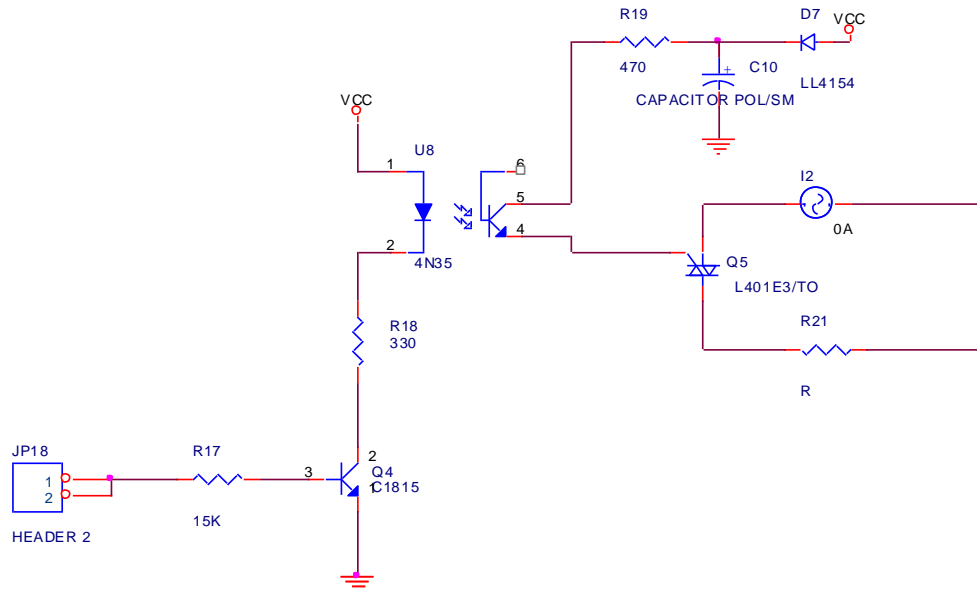 R19
D7
VCC
470
C10
LL4154
CAPACITOR POL/SM
VCC
U8
1
6
5
4
I2
0A
2
4N35
Q5
L401E3/TO
R18
330
R21
R
JP18
R17
2
3
Q4
1
C1815
1
2
15K
HEADER 2